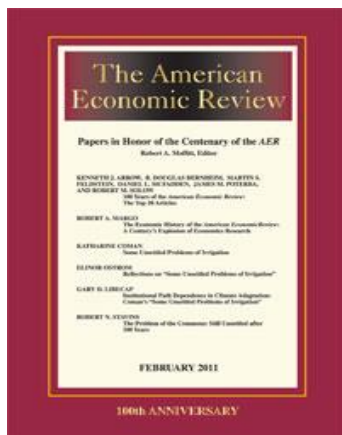 The American
Economic Review
Papers in Honor of the Centenary of the AER
Robert A. Moffitt, Editor
KENNETH J. ARROW, B. DOUGLAS BERNHEIM, MARTIN S.
FELDSTEIN, DANIEL L. MCFADDEN, JAMES M. POTERBA,
AND ROBERT M. SOLOW
100 Years of the American Economic Review:
The Top 20 Articles
ROBERT A. MARGO
The Economic History of the American Economic Review:
A Century's Explosion of Economics Research
KATHARINE COMAN
Some Unsettled Problems of Irrigation
ELINOR OSTROM
Reflections on "Some Unsettled Problems of Irrigation"
GARY D. LIBECAP
Institutional Path Dependence in Climate Adaptation:
Coman's "Some Unsettled Problems of Irrigation"
ROBERT N. STAVINS
The Problem of the Commons: Still Unsettled after
100 Years
FEBRUARY 2011
100th ANNIVERSARY